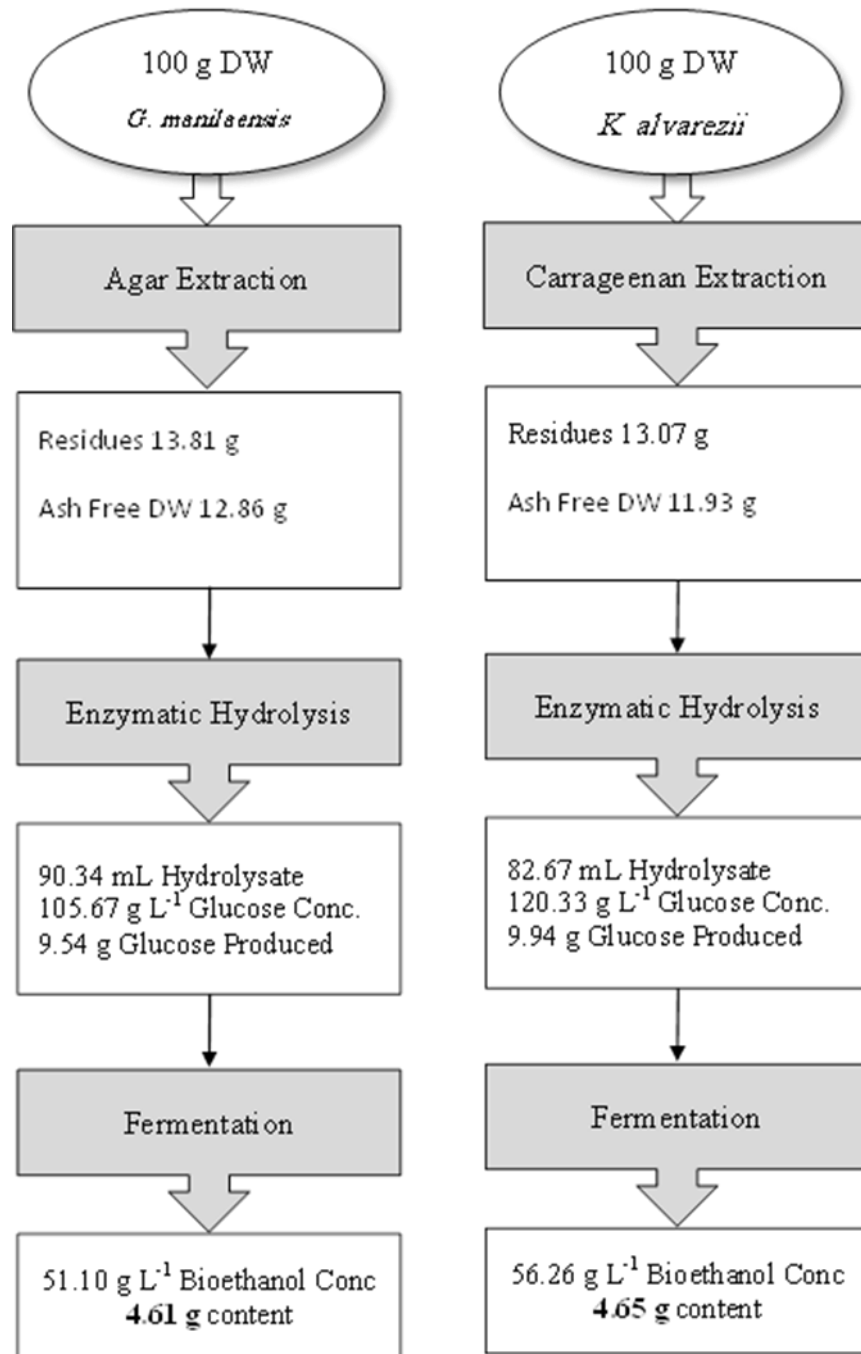 100 g DW
G. manilaensis
Agar Extraction
Residues 13.81 g
Ash Free DW 12.86 g
Enzymatic Hydrolysis
90.34 mL Hydrolysate
105.67 g L⁻¹ Glucose Conc.
9.54 g Glucose Produced
Fermentation
51.10 g L⁻¹ Bioethanol Conc
4.61 g content
100 g DW
K alvarezii
Carrageenan Extraction
Residues 13.07 g
Ash Free DW 11.93 g
Enzymatic Hydrolysis
82.67 mL Hydrolysate
120.33 g L⁻¹ Glucose Conc.
9.94 g Glucose Produced
Fermentation
56.26 g L⁻¹ Bioethanol Conc
4.65 g content